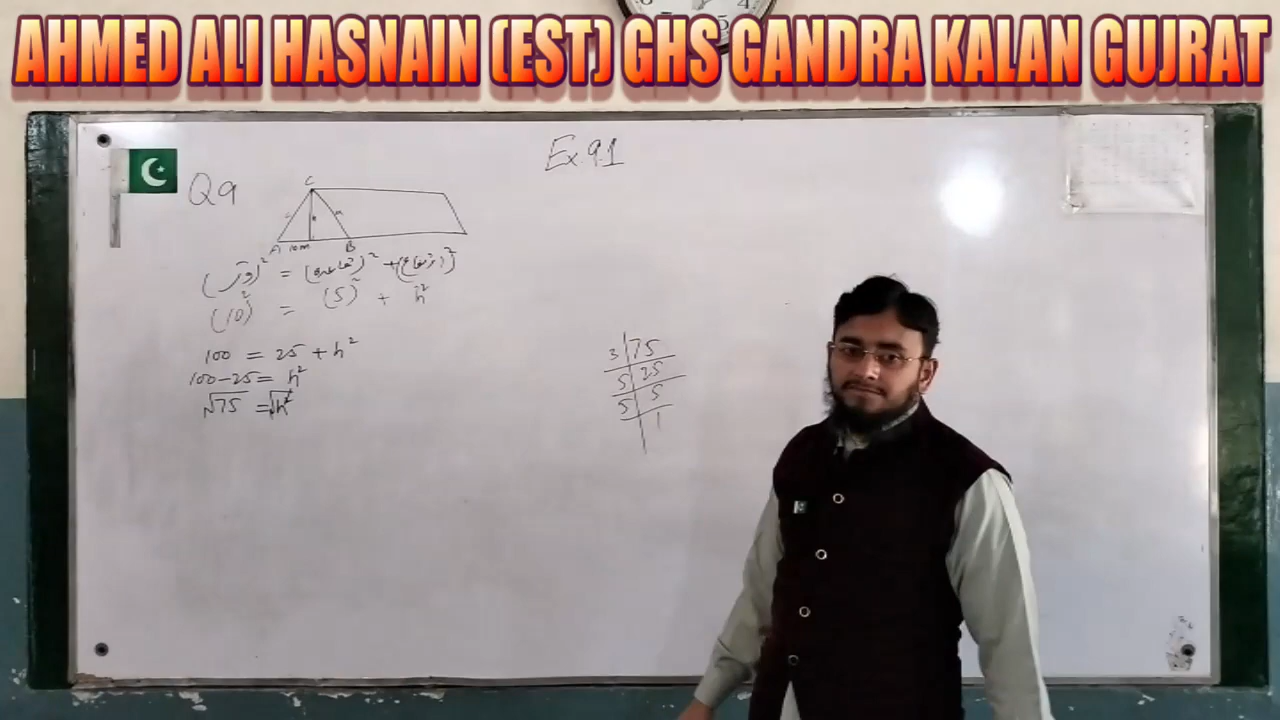 AHMED ALI HASNAIN (EST) GHS GANDRA KALAN GUJRAT
Ex 9.1
Q9
C
h
A 10m B
(وتر)² = (قاعدہ)² + (ارتفاع)²
(10)² = (5)² + h²
100 = 25 + h²
100 - 25 = h²
√75 = √h²
3 | 75
5 | 25
5 | 5
| 1